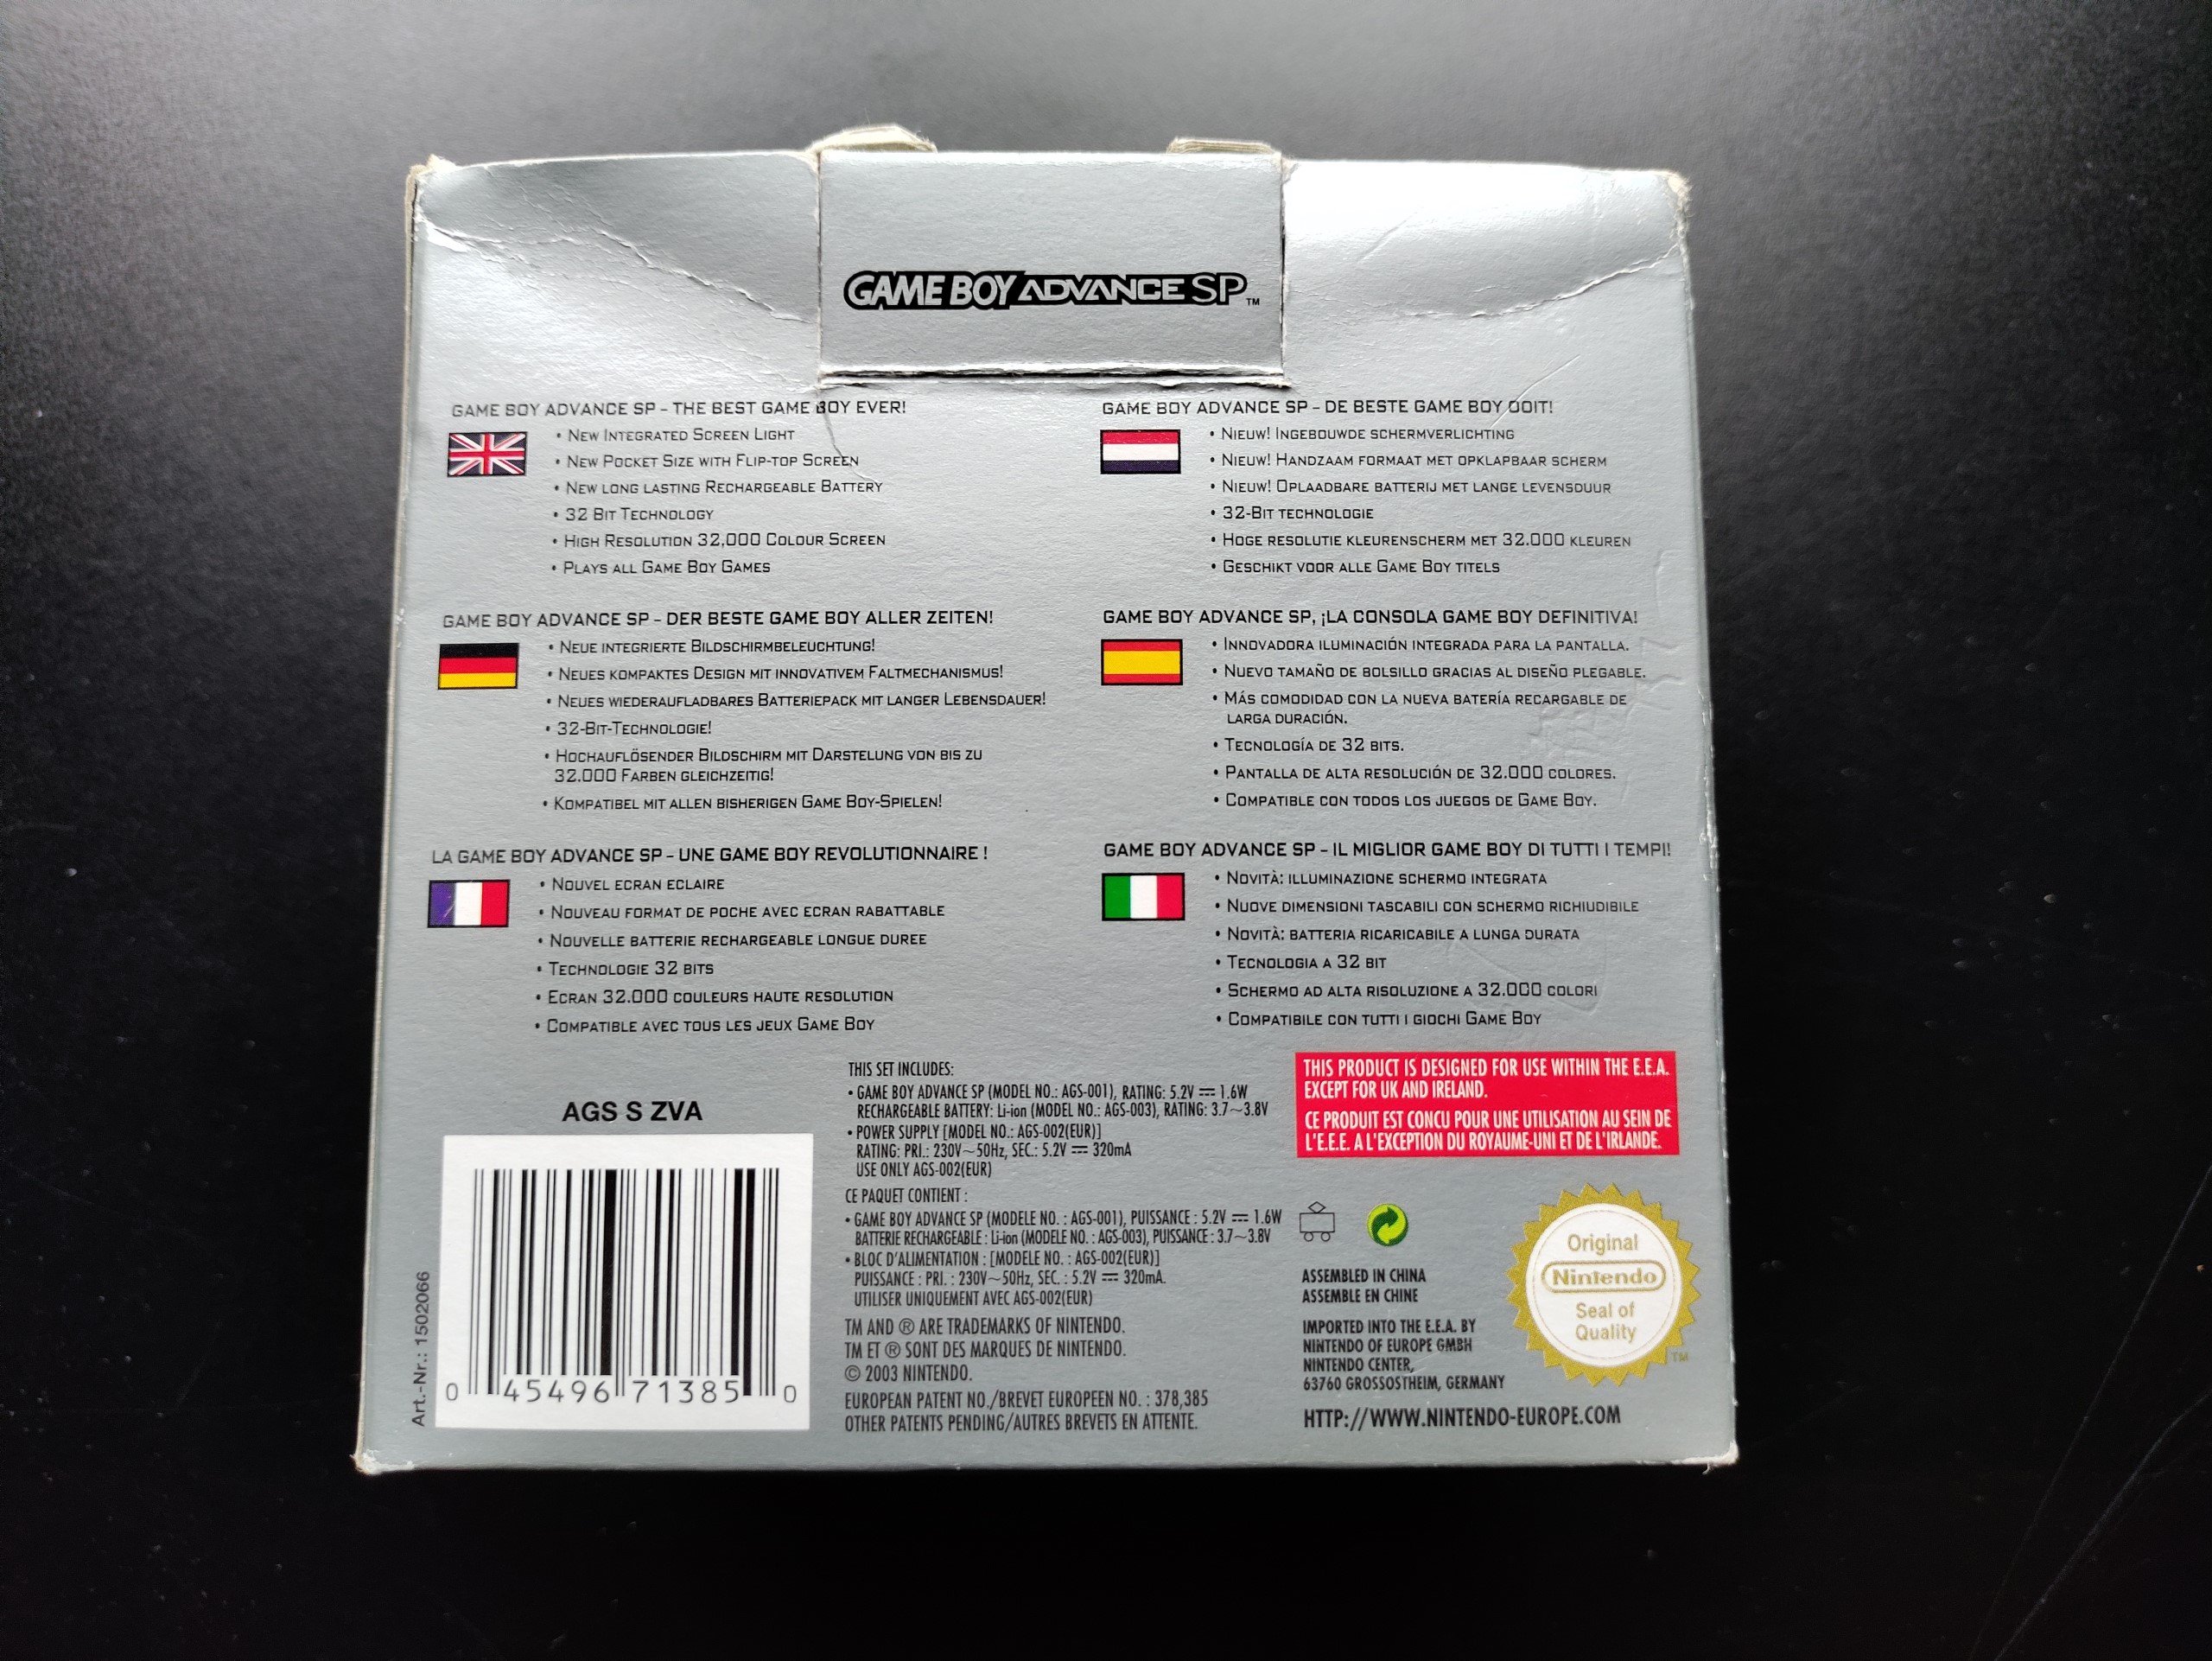 GAME BOY ADVANCE SP™
GAME BOY ADVANCE SP – THE BEST GAME BOY EVER!
• New Integrated Screen Light
• New Pocket Size with Flip-top Screen
• New long lasting Rechargeable Battery
• 32 Bit Technology
• High Resolution 32,000 Colour Screen
• Plays all Game Boy Games
GAME BOY ADVANCE SP – DE BESTE GAME BOY OOIT!
• Nieuw! Ingebouwde schermverlichting
• Nieuw! Handzaam formaat met opklapbaar scherm
• Nieuw! Oplaadbare batterij met lange levensduur
• 32-Bit technologie
• Hoge resolutie kleurenscherm met 32.000 kleuren
• Geschikt voor alle Game Boy titels
GAME BOY ADVANCE SP – DER BESTE GAME BOY ALLER ZEITEN!
• Neue integrierte Bildschirmbeleuchtung!
• Neues kompaktes Design mit innovativem Faltmechanismus!
• Neues wiederaufladbares Batteriepack mit langer Lebensdauer!
• 32-Bit-Technologie!
• Hochauflösender Bildschirm mit Darstelung von bis zu
32.000 Farben gleichzeitig!
• Kompatibel mit allen bisherigen Game Boy-Spielen!
GAME BOY ADVANCE SP, ¡LA CONSOLA GAME BOY DEFINITIVA!
• Innovadora iluminación integrada para la pantalla.
• Nuevo tamaño de bolsillo gracias al diseño plegable.
• Más comodidad con la nueva batería recargable de
larga duración.
• Tecnología de 32 bits.
• Pantalla de alta resolución de 32.000 colores.
• Compatible con todos los juegos de Game Boy.
LA GAME BOY ADVANCE SP – UNE GAME BOY REVOLUTIONNAIRE !
• Nouvel ecran eclaire
• Nouveau format de poche avec ecran rabattable
• Nouvelle batterie rechargeable longue duree
• Technologie 32 bits
• Ecran 32.000 couleurs haute resolution
• Compatible avec tous les jeux Game Boy
GAME BOY ADVANCE SP – IL MIGLIOR GAME BOY DI TUTTI I TEMPI!
• Novità: illuminazione schermo integrata
• Nuove dimensioni tascabili con schermo richiudibile
• Novità: batteria ricaricabile a lunga durata
• Tecnologia a 32 bit
• Schermo ad alta risoluzione a 32.000 colori
• Compatibile con tutti i giochi Game Boy
AGS S ZVA
Art.-Nr.: 1502066
0 45496 71385 0
THIS SET INCLUDES:
• GAME BOY ADVANCE SP (MODEL NO.: AGS-001), RATING: 5.2V ⎓ 1.6W
RECHARGEABLE BATTERY: Li-ion (MODEL NO.: AGS-003), RATING: 3.7~3.8V
• POWER SUPPLY [MODEL NO.: AGS-002(EUR)]
RATING: PRI.: 230V~50Hz, SEC.: 5.2V ⎓ 320mA
USE ONLY AGS-002(EUR)
CE PAQUET CONTIENT :
• GAME BOY ADVANCE SP (MODELE NO. : AGS-001), PUISSANCE : 5.2V ⎓ 1.6W
BATTERIE RECHARGEABLE : Li-ion (MODELE NO. : AGS-003), PUISSANCE : 3.7~3.8V
• BLOC D'ALIMENTATION : [MODELE NO. : AGS-002(EUR)]
PUISSANCE : PRI. : 230V~50Hz, SEC. : 5.2V ⎓ 320mA.
UTILISER UNIQUEMENT AVEC AGS-002(EUR)
TM AND ® ARE TRADEMARKS OF NINTENDO.
TM ET ® SONT DES MARQUES DE NINTENDO.
© 2003 NINTENDO.
EUROPEAN PATENT NO./BREVET EUROPEEN NO. : 378,385
OTHER PATENTS PENDING/AUTRES BREVETS EN ATTENTE.
THIS PRODUCT IS DESIGNED FOR USE WITHIN THE E.E.A.
EXCEPT FOR UK AND IRELAND.
CE PRODUIT EST CONCU POUR UNE UTILISATION AU SEIN DE
L'E.E.E. A L'EXCEPTION DU ROYAUME-UNI ET DE L'IRLANDE.
ASSEMBLED IN CHINA
ASSEMBLE EN CHINE
IMPORTED INTO THE E.E.A. BY
NINTENDO OF EUROPE GMBH
NINTENDO CENTER,
63760 GROSSOSTHEIM, GERMANY
HTTP://WWW.NINTENDO-EUROPE.COM
Original
Nintendo
Seal of
Quality
TM